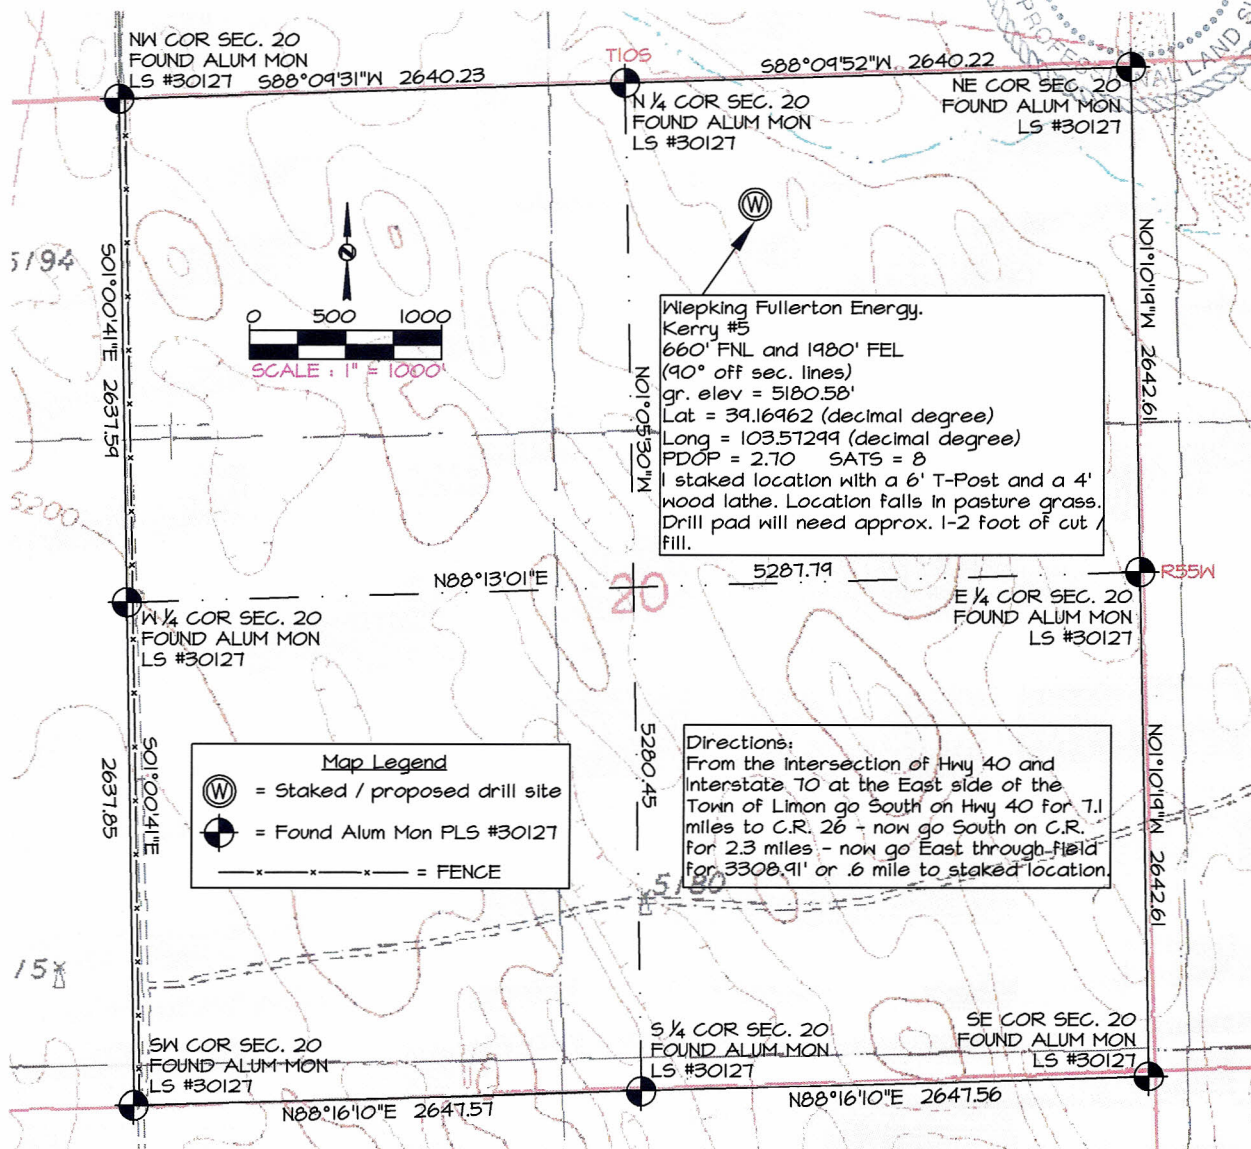 PROFESSIONAL LAND
NW COR SEC. 20
FOUND ALUM MON
LS #30127
S88°09'31"W 2640.23
T10S
S88°09'52"W 2640.22
N ¼ COR SEC. 20
FOUND ALUM MON
LS #30127
NE COR SEC. 20
FOUND ALUM MON
LS #30127
W
N
5194
0 500 1000
SCALE : 1" = 1000'
S01°00'41"E 2637.59
N01°05'30"W
N01°10'19"W 2642.61
Wiepking Fullerton Energy.
Kerry #5
660' FNL and 1980' FEL
(90° off sec. lines)
gr. elev = 5180.58'
Lat = 39.16962 (decimal degree)
Long = 103.57299 (decimal degree)
PDOP = 2.70 SATS = 8
I staked location with a 6' T-Post and a 4'
wood lathe. Location falls in pasture grass.
Drill pad will need approx. 1-2 foot of cut /
fill.
5200
N88°13'01"E
5287.79
20
R55W
W ¼ COR SEC. 20
FOUND ALUM MON
LS #30127
E ¼ COR SEC. 20
FOUND ALUM MON
LS #30127
2637.85
S01°00'41"E
Map Legend
W = Staked / proposed drill site
= Found Alum Mon PLS #30127
= FENCE
5280.45
Directions:
From the intersection of Hwy 40 and
Interstate 70 at the East side of the
Town of Limon go South on Hwy 40 for 7.1
miles to C.R. 26 - now go South on C.R.
for 2.3 miles - now go East through field
for 3308.91' or .6 mile to staked location.
N01°10'19"W 2642.61
5180
15
SW COR SEC. 20
FOUND ALUM MON
LS #30127
S ¼ COR SEC. 20
FOUND ALUM MON
LS #30127
SE COR SEC. 20
FOUND ALUM MON
LS #30127
N88°16'10"E 2647.57
N88°16'10"E 2647.56